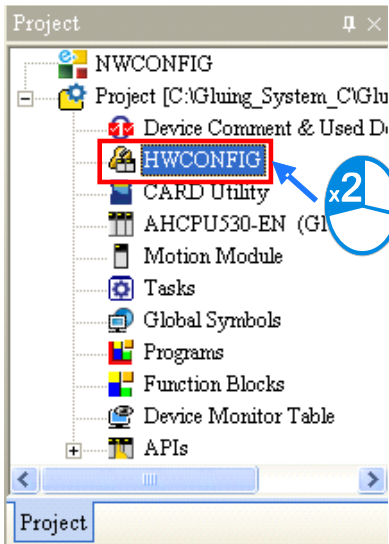 Project
NWCONFIG
Project [C:\Gluing_System_C\Glu
Device Comment & Used D
HWCONFIG
CARD Utility
x2
AHCPU530-EN (Gl
Motion Module
Tasks
Global Symbols
Programs
Function Blocks
Device Monitor Table
APIs
Project